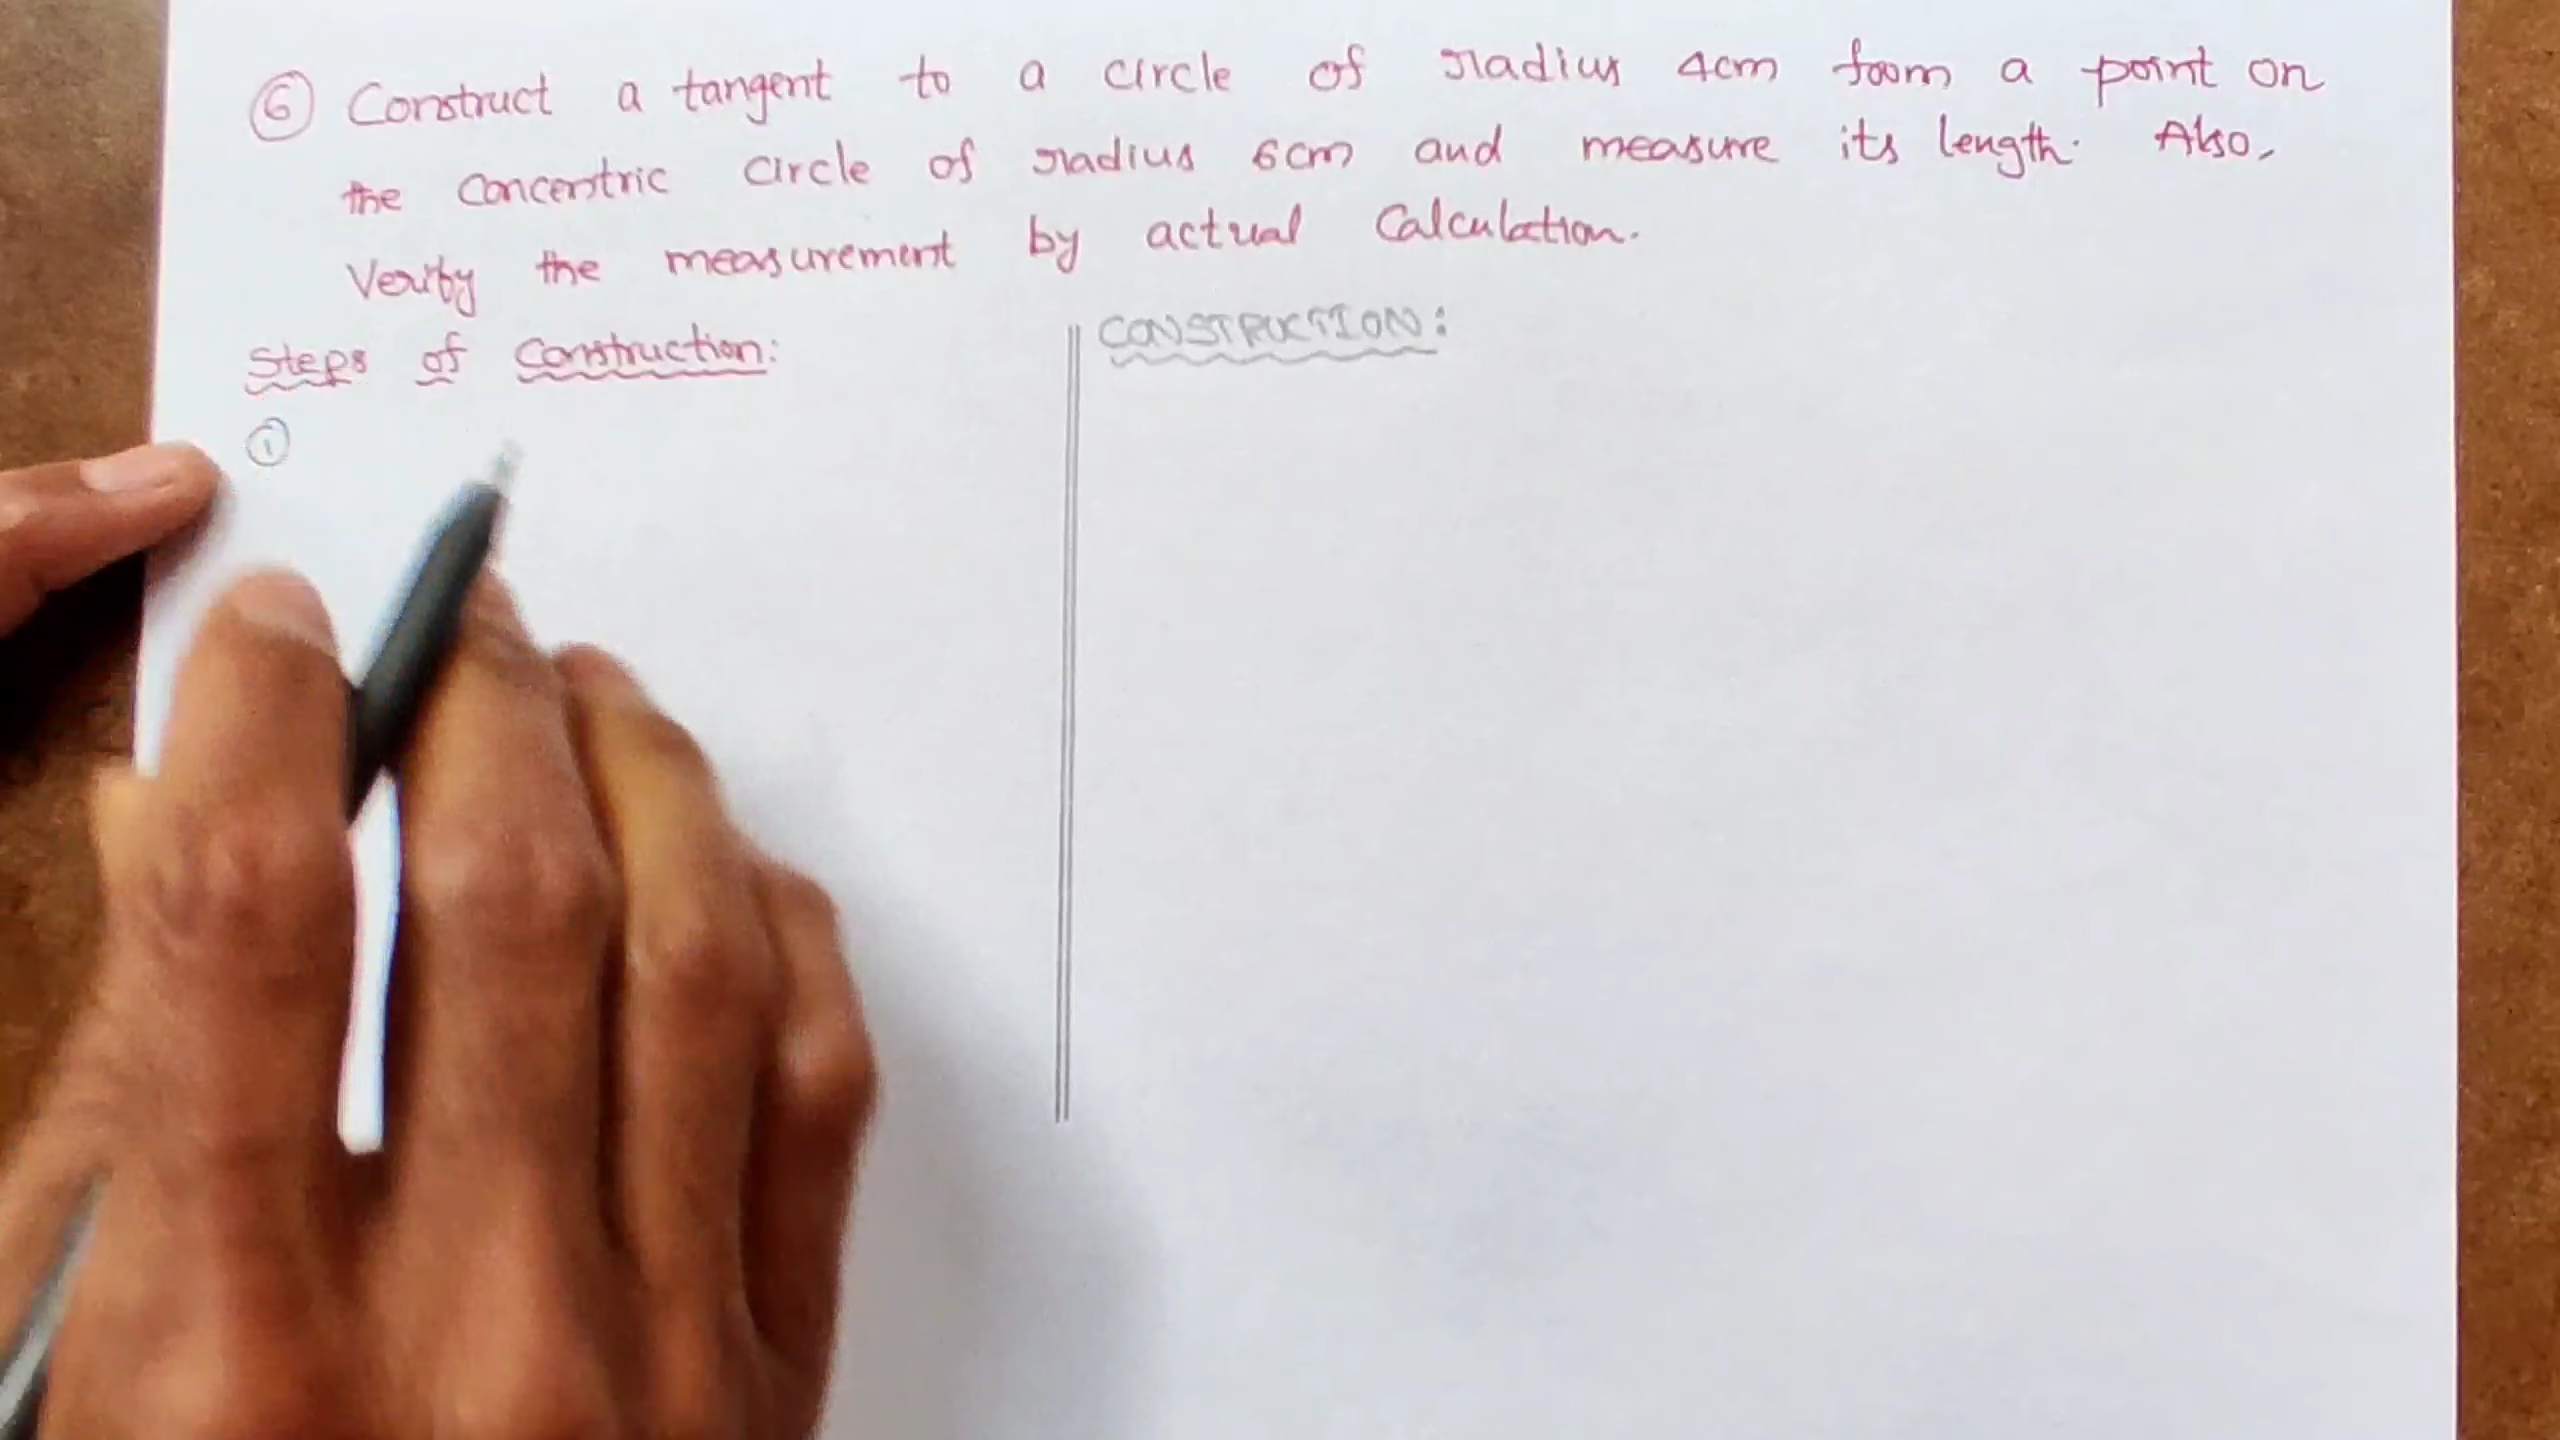 ⑥ Construct a tangent to a circle of radius 4cm from a point on
the concentric circle of radius 6cm and measure its length. Also,
Verify the measurement by actual Calculation.
Steps of Construction:
CONSTRUCTION:
①